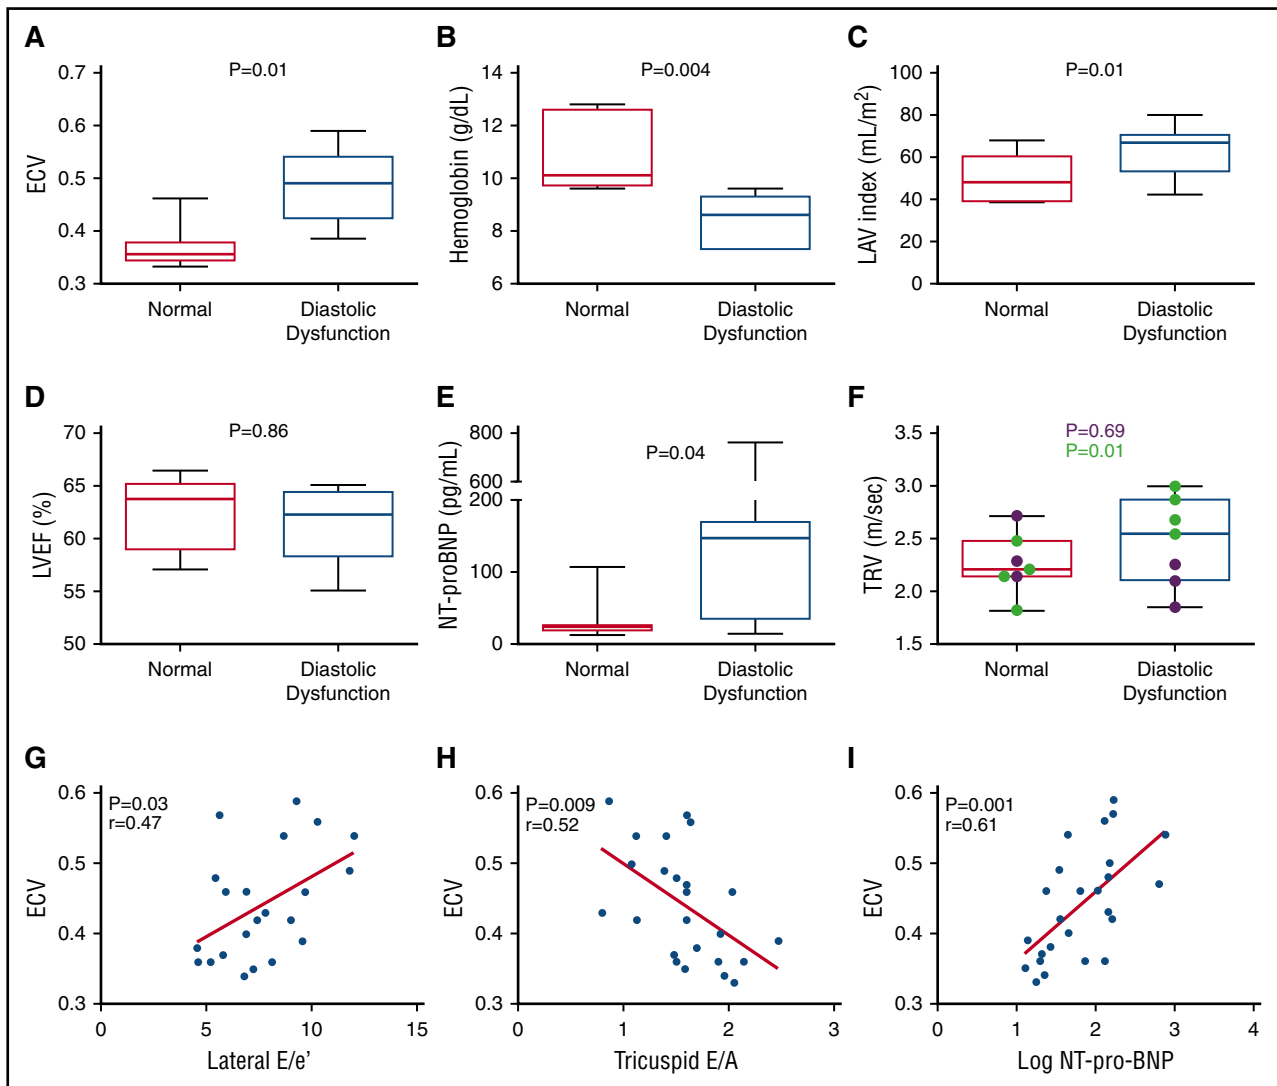 A
P=0.01
0.7
0.6
0.5
0.4
0.3
ECV
Normal
Diastolic
Dysfunction
B
P=0.004
14
12
10
8
6
Hemoglobin (g/dL)
Normal
Diastolic
Dysfunction
C
P=0.01
100
80
60
40
20
0
LAV index (mL/m²)
Normal
Diastolic
Dysfunction
D
P=0.86
70
65
60
55
50
LVEF (%)
Normal
Diastolic
Dysfunction
E
P=0.04
800
600
200
100
0
NT-proBNP (pg/mL)
Normal
Diastolic
Dysfunction
F
P=0.69
P=0.01
3.5
3.0
2.5
2.0
1.5
TRV (m/sec)
Normal
Diastolic
Dysfunction
G
P=0.03
r=0.47
0.6
0.5
0.4
0.3
ECV
0 5 10 15
Lateral E/e’
H
P=0.009
r=0.52
0.6
0.5
0.4
0.3
ECV
0 1 2 3
Tricuspid E/A
I
P=0.001
r=0.61
0.6
0.5
0.4
0.3
ECV
0 1 2 3 4
Log NT-pro-BNP